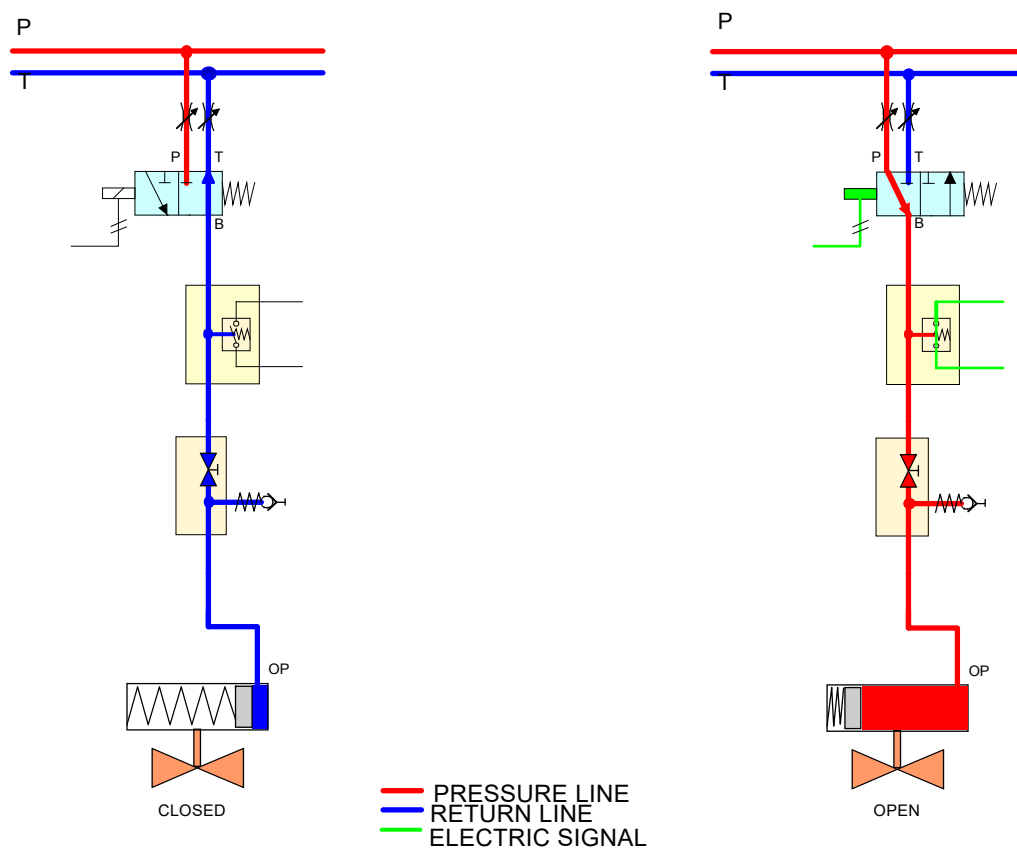 P
T
P
T
B
OP
CLOSED
P
T
P
T
B
OP
OPEN
PRESSURE LINE
RETURN LINE
ELECTRIC SIGNAL